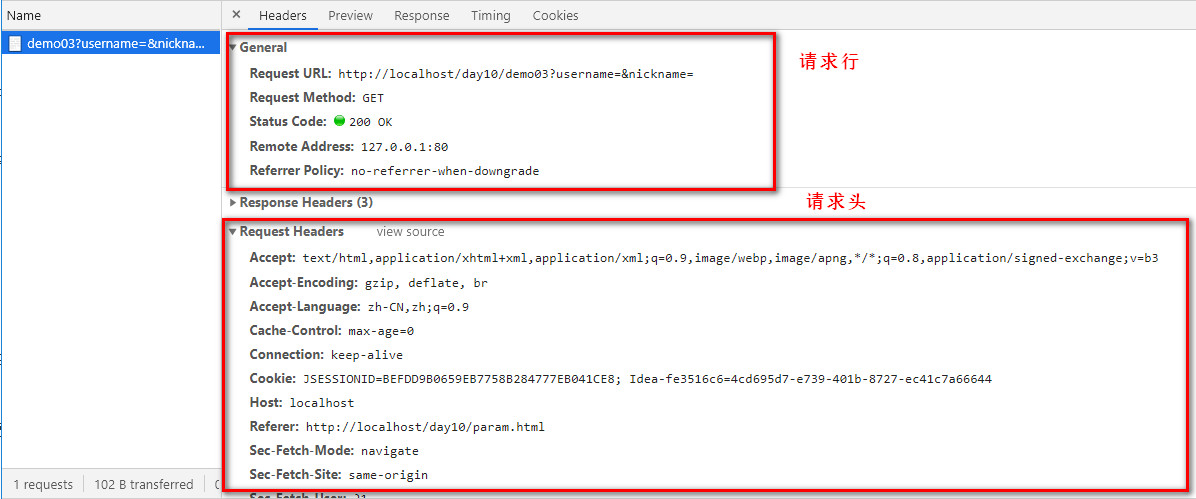 Name
× Headers Preview Response Timing Cookies
demo03?username=&nickna...
General
请求行
Request URL: http://localhost/day10/demo03?username=&nickname=
Request Method: GET
Status Code: 200 OK
Remote Address: 127.0.0.1:80
Referrer Policy: no-referrer-when-downgrade
Response Headers (3)
请求头
Request Headers view source
Accept: text/html,application/xhtml+xml,application/xml;q=0.9,image/webp,image/apng,*/*;q=0.8,application/signed-exchange;v=b3
Accept-Encoding: gzip, deflate, br
Accept-Language: zh-CN,zh;q=0.9
Cache-Control: max-age=0
Connection: keep-alive
Cookie: JSESSIONID=BEFDD9B0659EB7758B284777EB041CE8; Idea-fe3516c6=4cd695d7-e739-401b-8727-ec41c7a66644
Host: localhost
Referer: http://localhost/day10/param.html
Sec-Fetch-Mode: navigate
Sec-Fetch-Site: same-origin
Sec-Fetch-User: ?1
1 requests 102 B transferred